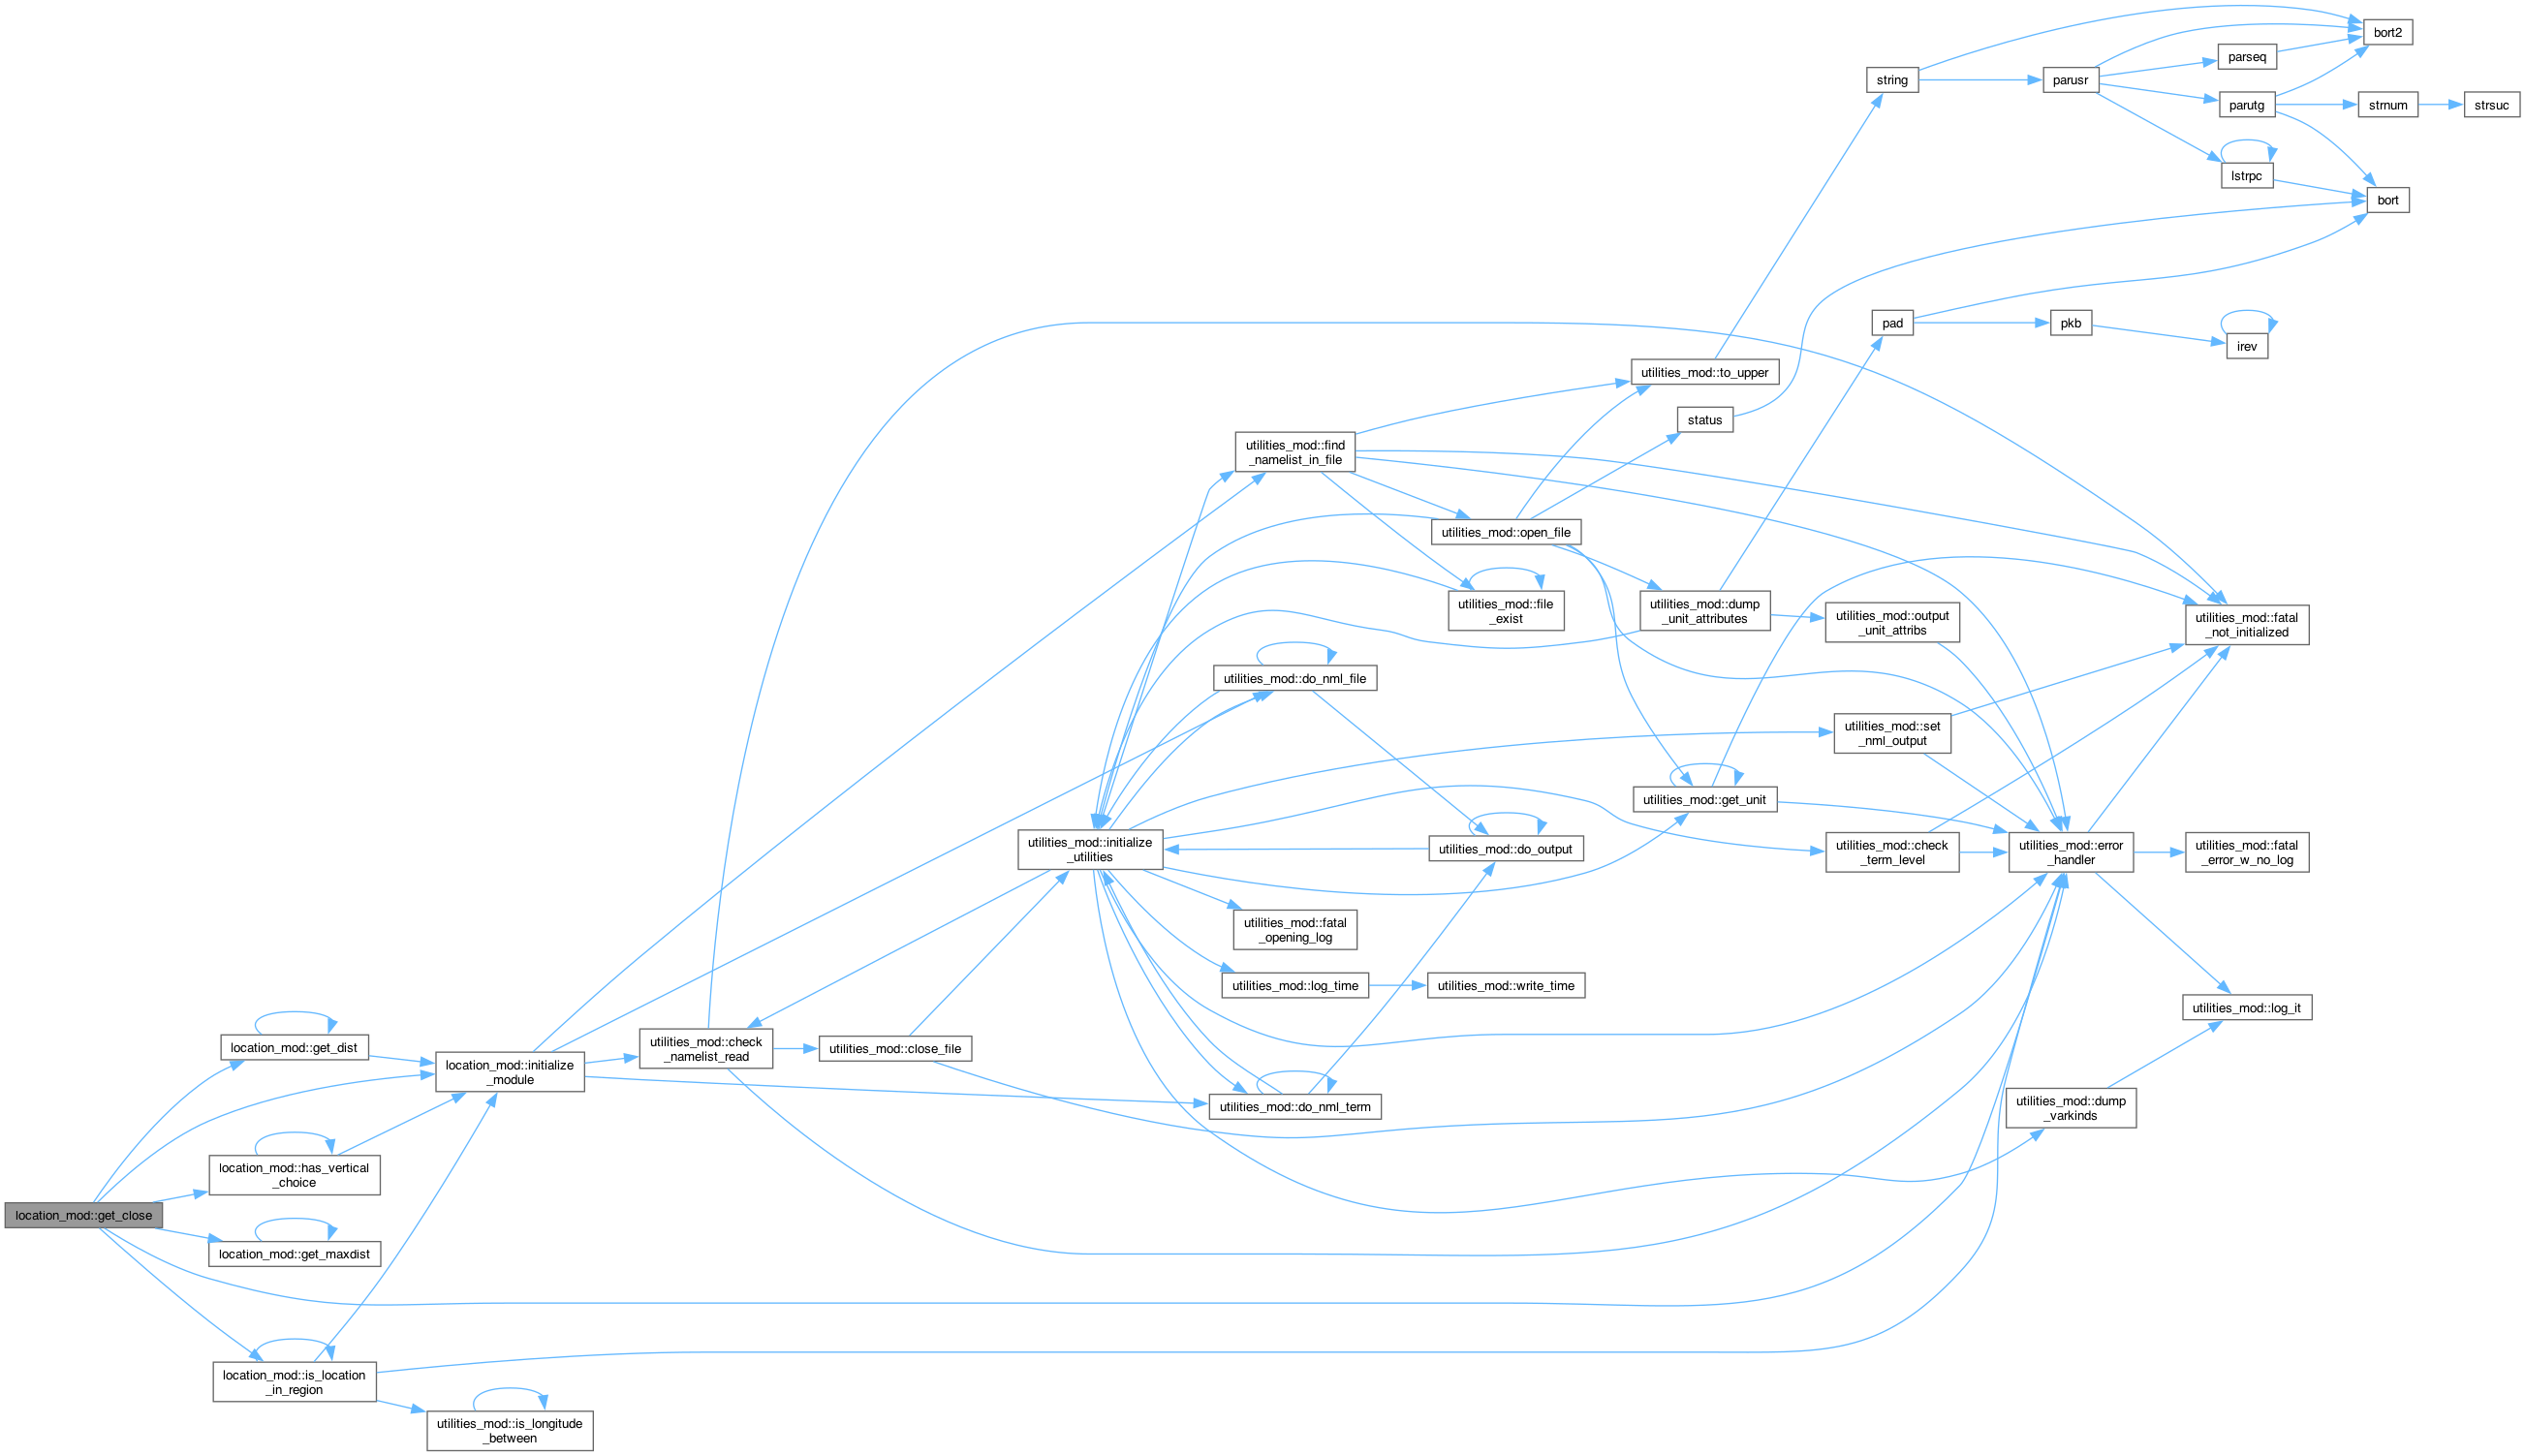 bort2
parseq
string
parusr
parutg
strnum
strsuc
lstrpc
bort
pad
pkb
irev
utilities_mod::to_upper
status
utilities_mod::find
_namelist_in_file
utilities_mod::open_file
utilities_mod::file
_exist
utilities_mod::dump
_unit_attributes
utilities_mod::output
_unit_attribs
utilities_mod::fatal
_not_initialized
utilities_mod::do_nml_file
utilities_mod::set
_nml_output
utilities_mod::get_unit
utilities_mod::initialize
_utilities
utilities_mod::do_output
utilities_mod::check
_term_level
utilities_mod::error
_handler
utilities_mod::fatal
_error_w_no_log
utilities_mod::fatal
_opening_log
utilities_mod::log_time
utilities_mod::write_time
utilities_mod::log_it
location_mod::get_dist
location_mod::initialize
_module
utilities_mod::check
_namelist_read
utilities_mod::close_file
utilities_mod::do_nml_term
utilities_mod::dump
_varkinds
location_mod::has_vertical
_choice
location_mod::get_close
location_mod::get_maxdist
location_mod::is_location
_in_region
utilities_mod::is_longitude
_between